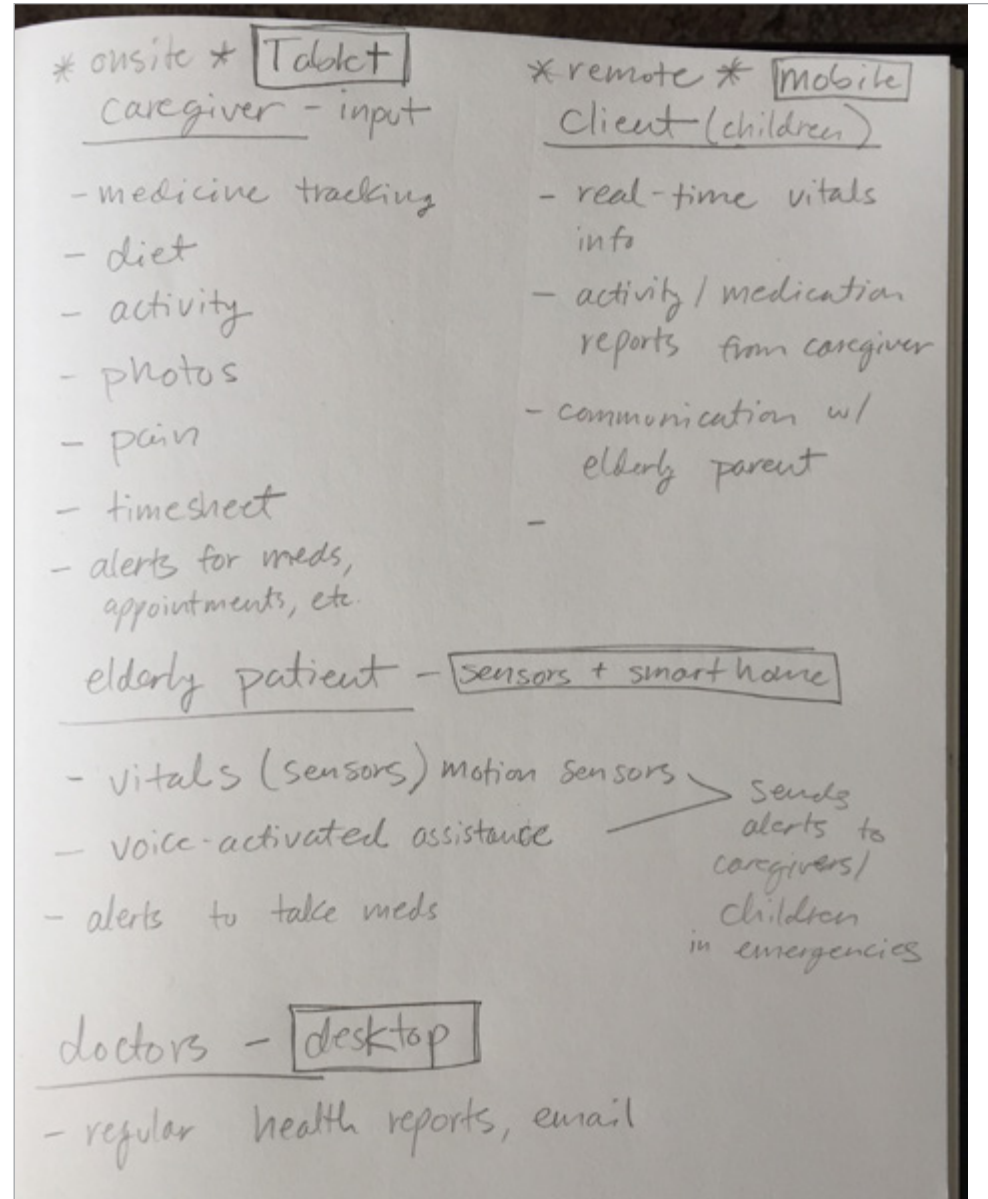 * onsite * Tablet
caregiver - input
- medicine tracking
- diet
- activity
- photos
- pain
- timesheet
- alerts for meds,
appointments, etc.
* remote * mobile
Client (children)
- real-time vitals
info
- activity / medication
reports from caregiver
- communication w/
elderly parent
-
elderly patient - sensors + smart home
- vitals (sensors) motion sensors
- voice-activated assistance
- alerts to take meds
sends
alerts to
caregivers/
children
in emergencies
doctors - desktop
- regular health reports, email